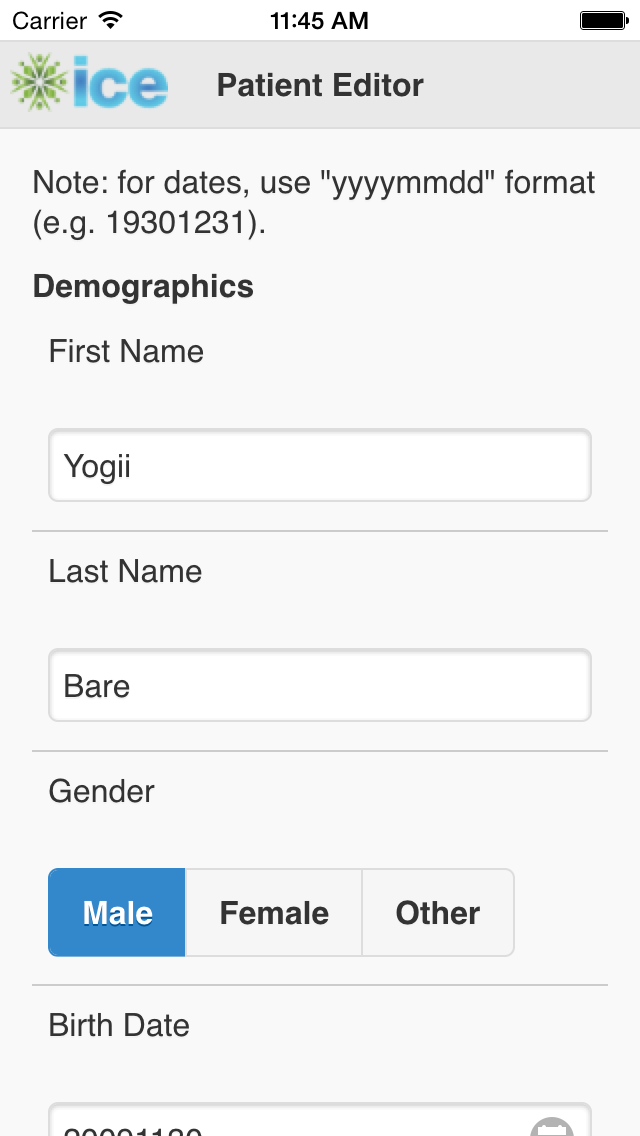 Carrier 11:45 AM
ice Patient Editor
Note: for dates, use "yyyymmdd" format
(e.g. 19301231).
Demographics
First Name
Yogii
Last Name
Bare
Gender
Male Female Other
Birth Date